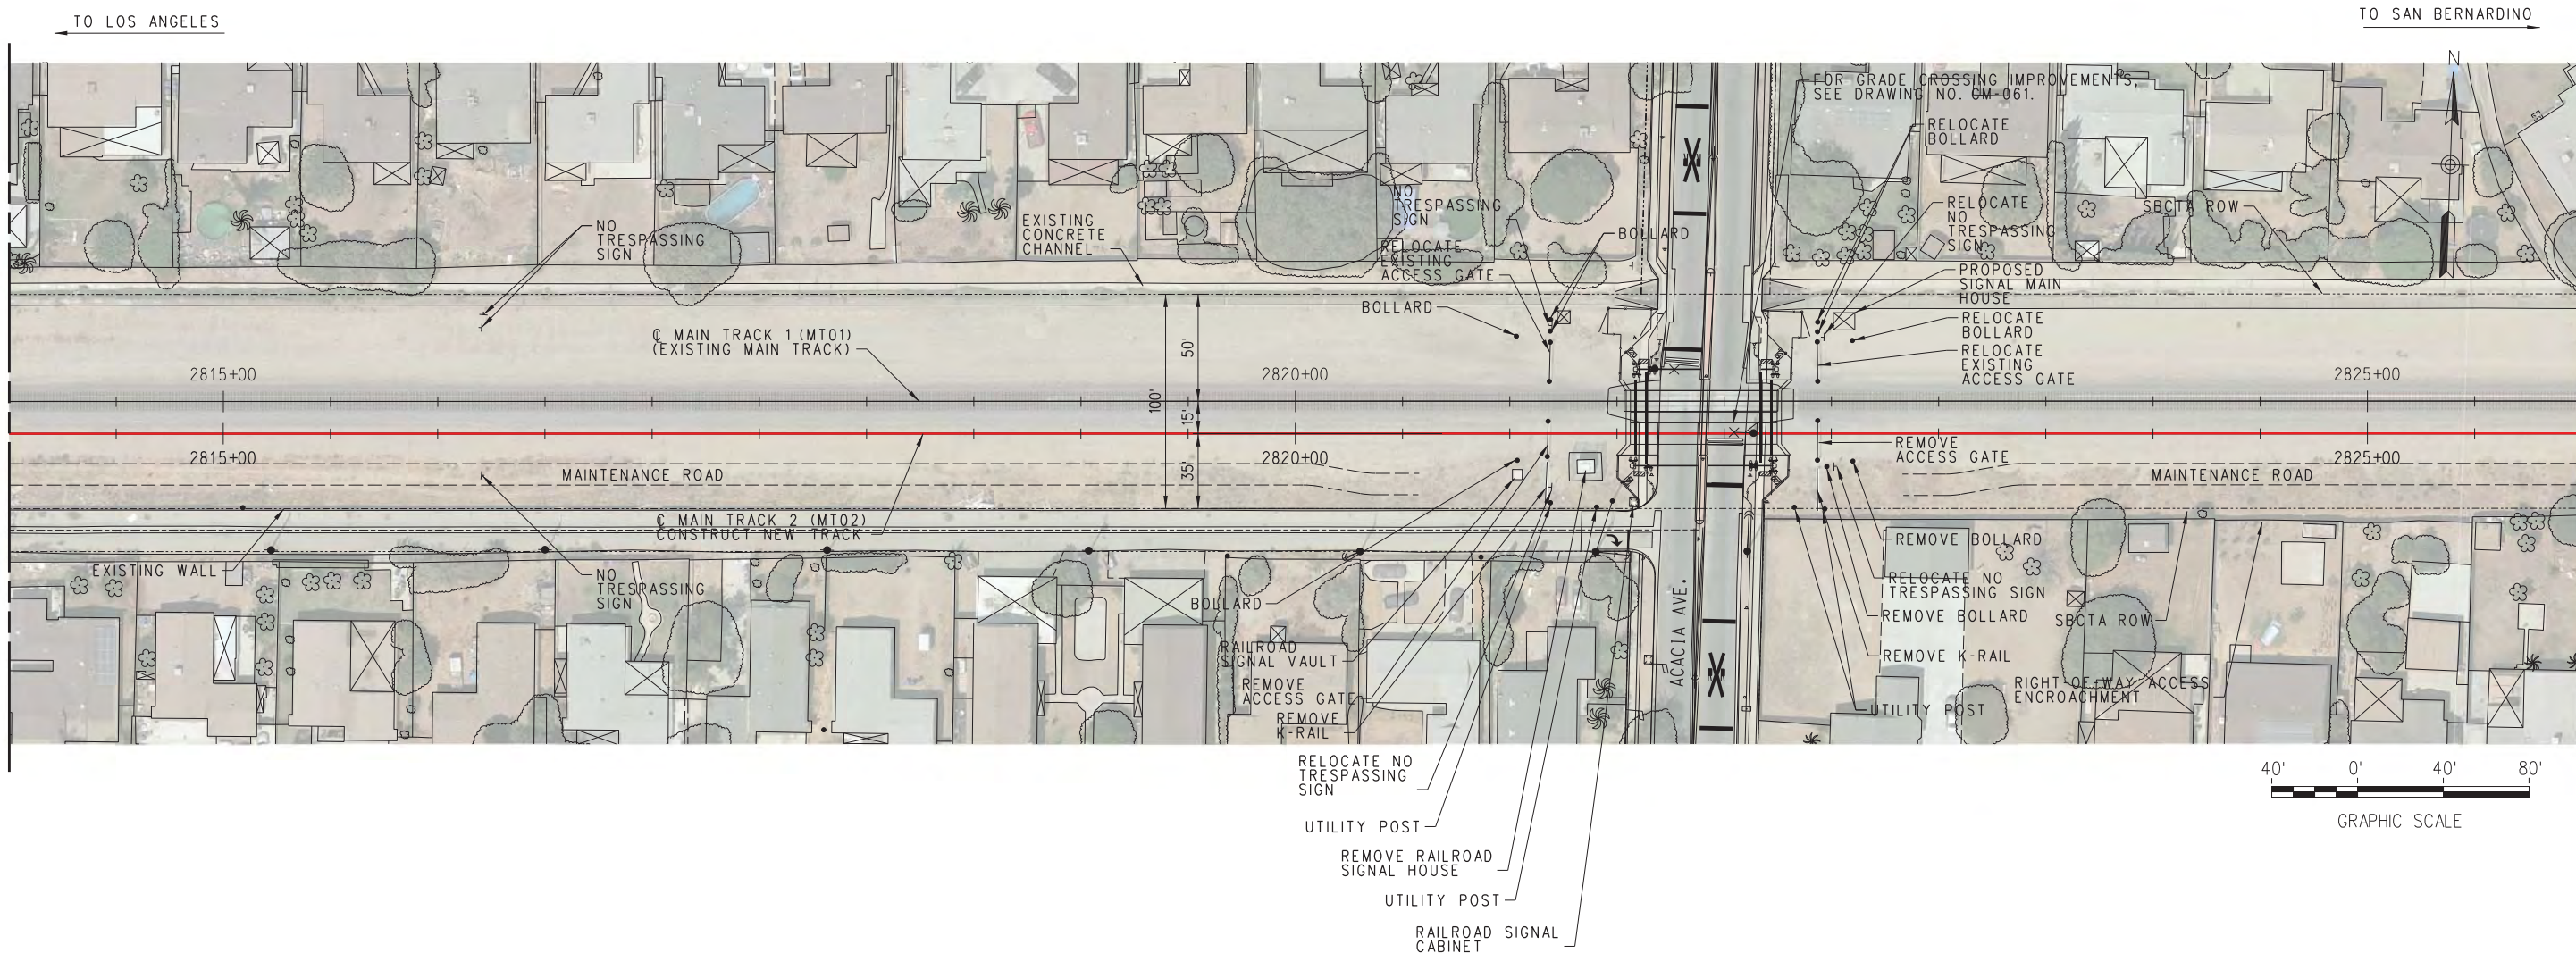 TO LOS ANGELES
TO SAN BERNARDINO
N
FOR GRADE CROSSING IMPROVEMENTS,
SEE DRAWING NO. CM-061.
RELOCATE
BOLLARD
NO
TRESPASSING
SIGN
RELOCATE
NO
TRESPASSING
SIGN
SBCTA ROW
NO
TRESPASSING
SIGN
EXISTING
CONCRETE
CHANNEL
BOLLARD
RELOCATE
EXISTING
ACCESS GATE
PROPOSED
SIGNAL MAIN
HOUSE
BOLLARD
RELOCATE
BOLLARD
℄ MAIN TRACK 1 (MT01)
(EXISTING MAIN TRACK)
50'
RELOCATE
EXISTING
ACCESS GATE
2815+00
2820+00
2825+00
100'
15'
REMOVE
ACCESS GATE
2815+00
2820+00
2825+00
35'
MAINTENANCE ROAD
MAINTENANCE ROAD
℄ MAIN TRACK 2 (MT02)
CONSTRUCT NEW TRACK
REMOVE BOLLARD
EXISTING WALL
NO
TRESPASSING
SIGN
RELOCATE NO
TRESPASSING SIGN
BOLLARD
ACACIA AVE.
REMOVE BOLLARD
SBCTA ROW
RAILROAD
SIGNAL VAULT
REMOVE K-RAIL
REMOVE
ACCESS GATE
RIGHT-OF-WAY ACCESS
ENCROACHMENT
UTILITY POST
REMOVE
K-RAIL
RELOCATE NO
TRESPASSING
SIGN
40' 0' 40' 80'
GRAPHIC SCALE
UTILITY POST
REMOVE RAILROAD
SIGNAL HOUSE
UTILITY POST
RAILROAD SIGNAL
CABINET